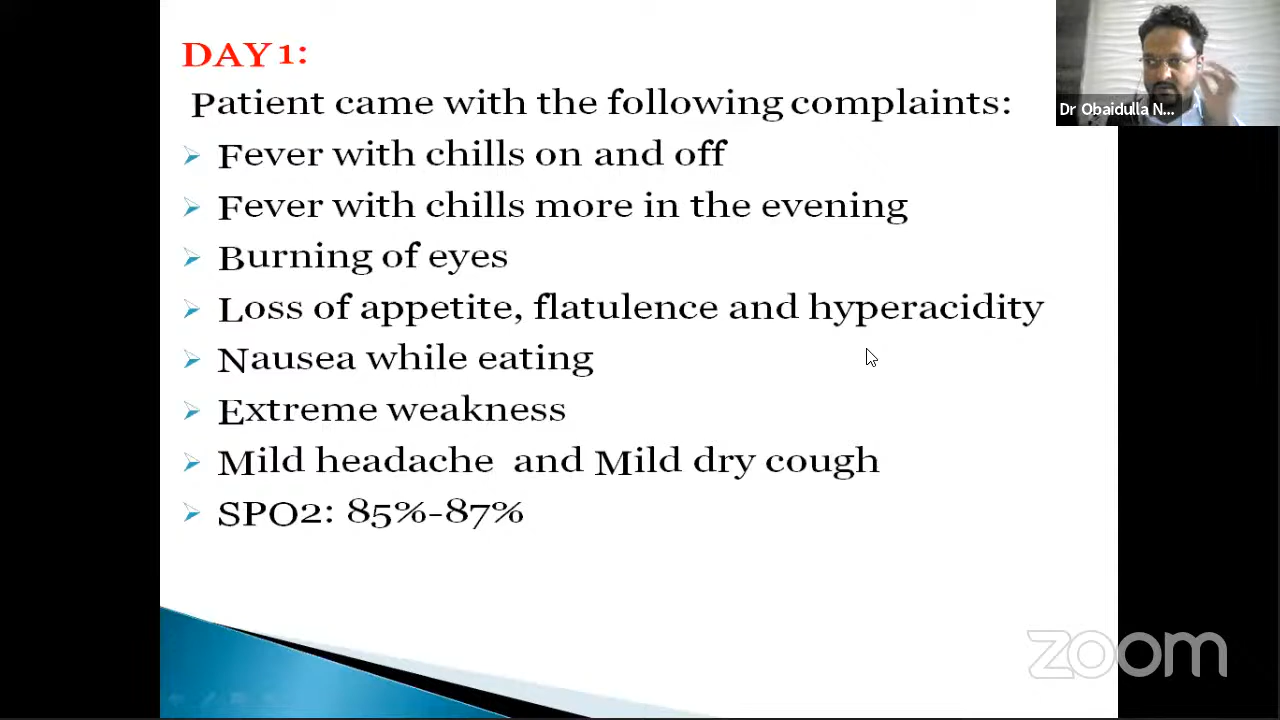 DAY 1:
Patient came with the following complaints:
Fever with chills on and off
Fever with chills more in the evening
Burning of eyes
Loss of appetite, flatulence and hyperacidity
Nausea while eating
Extreme weakness
Mild headache  and Mild dry cough
SPO2: 85%-87%
Dr Obaidulla N...
zoom